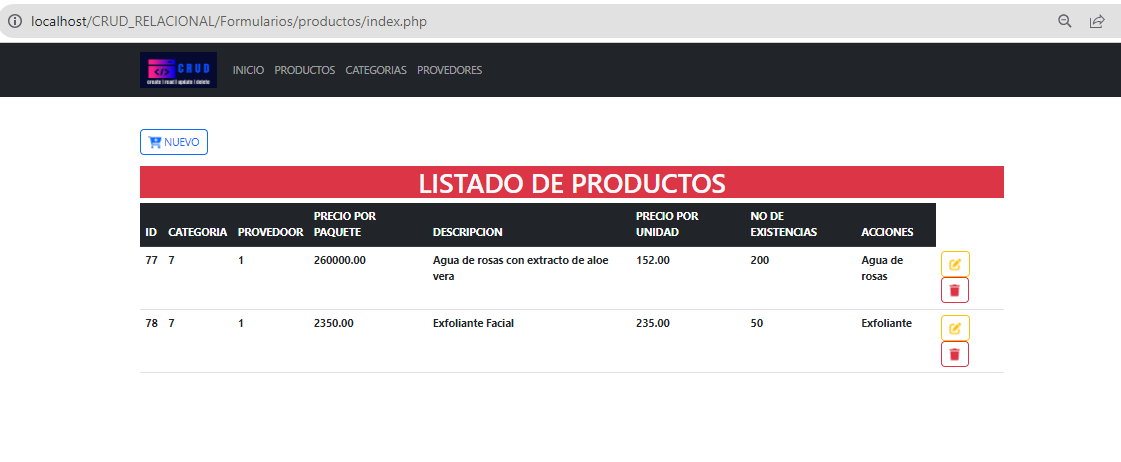 localhost/CRUD_RELACIONAL/Formularios/productos/index.php
CRUD
create | read | update | delete
INICIO PRODUCTOS CATEGORIAS PROVEDORES
NUEVO
LISTADO DE PRODUCTOS
ID CATEGORIA PROVEDOOR PRECIO POR PAQUETE DESCRIPCION PRECIO POR UNIDAD NO DE EXISTENCIAS ACCIONES
77 7 1 260000.00 Agua de rosas con extracto de aloe vera 152.00 200 Agua de rosas
78 7 1 2350.00 Exfoliante Facial 235.00 50 Exfoliante